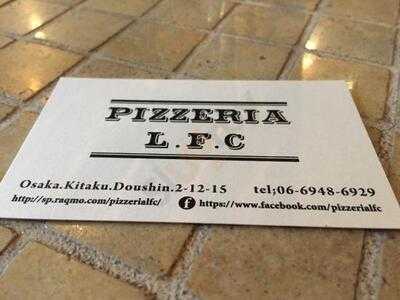 PIZZERIA
L.F.C
Osaka.Kitaku.Doushin.2-12-15 tel;06-6948-6929
http://sp.raqmo.com/pizzerialfc/ f https://www.facebook.com/pizzerialfc